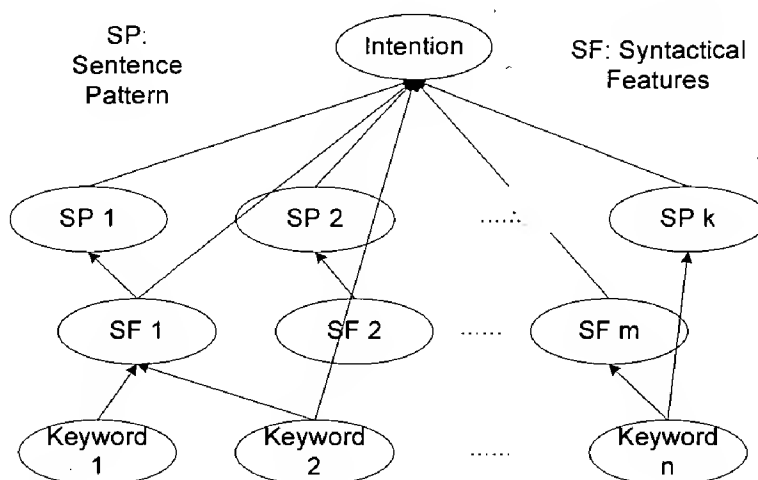 SP:
Sentence
Pattern
Intention
SF: Syntactical
Features
SP 1
SP 2
......
SP k
SF 1
SF 2
......
SF m
Keyword
1
Keyword
2
......
Keyword
n